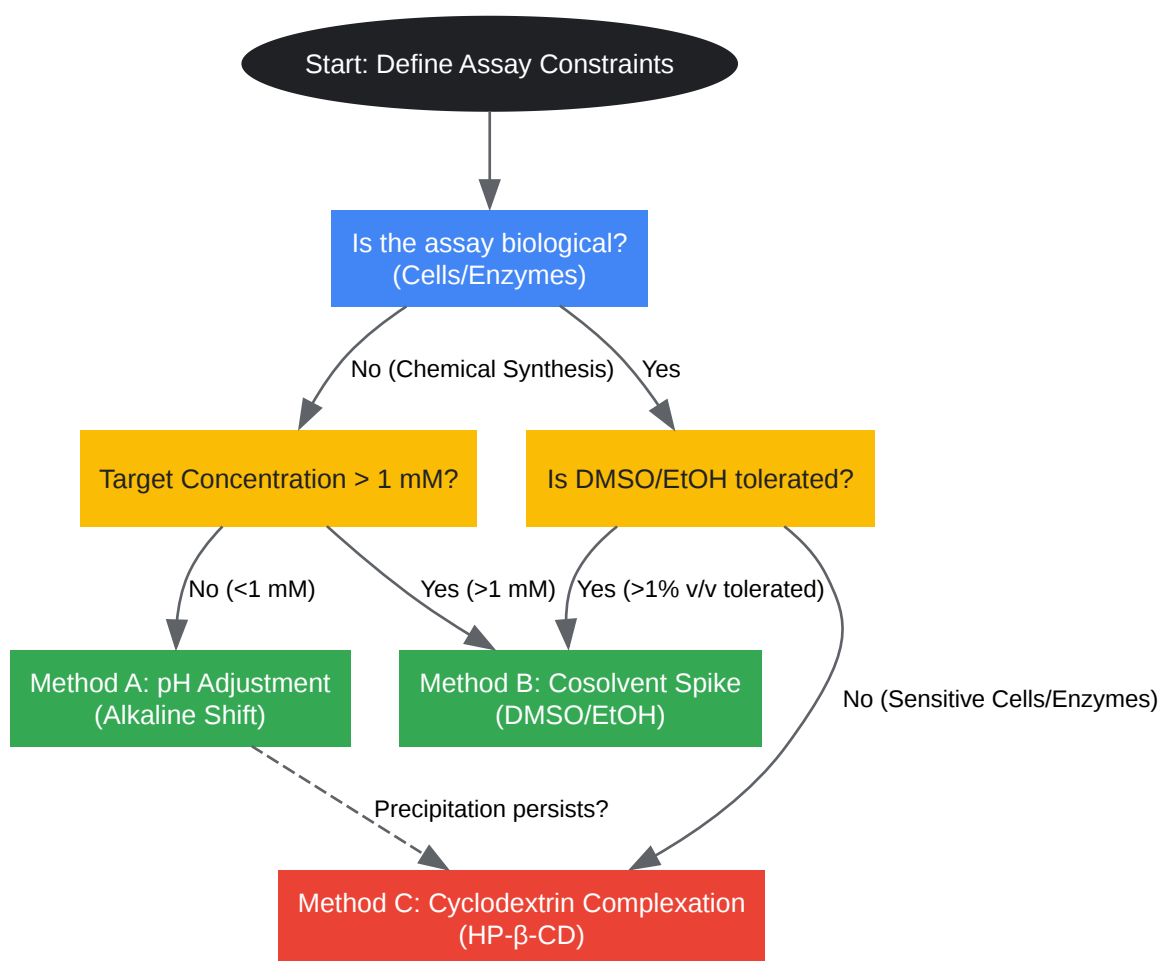 Start: Define Assay Constraints
Is the assay biological?
(Cells/Enzymes)
No (Chemical Synthesis)
Yes
Target Concentration > 1 mM?
Is DMSO/EtOH tolerated?
No (<1 mM)
Yes (>1 mM)
Yes (>1% v/v tolerated)
Method A: pH Adjustment
(Alkaline Shift)
Method B: Cosolvent Spike
(DMSO/EtOH)
No (Sensitive Cells/Enzymes)
Precipitation persists?
Method C: Cyclodextrin Complexation
(HP-β-CD)